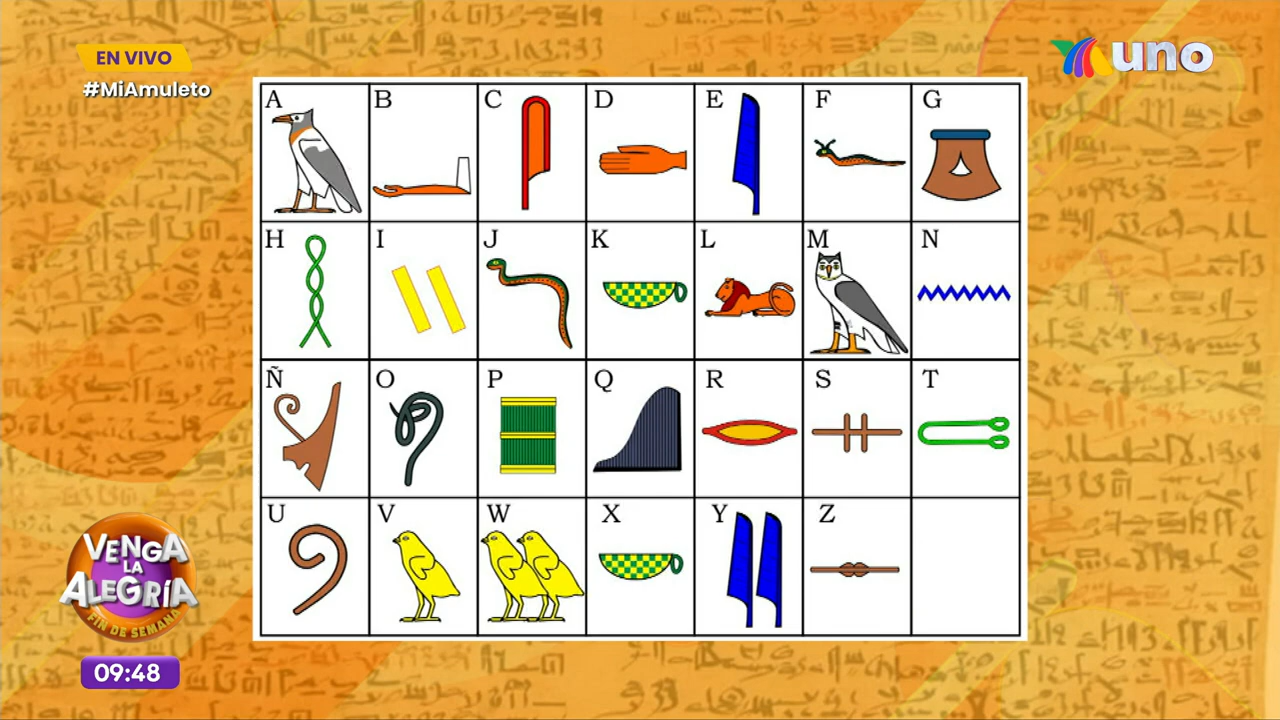 EN VIVO
#MiAmuleto
uno
A B C D E F G
H I J K L M N
Ñ O P Q R S T
U V W X Y Z
VENGA
LA
ALEGRÍA
FIN DE SEMANA
09:48